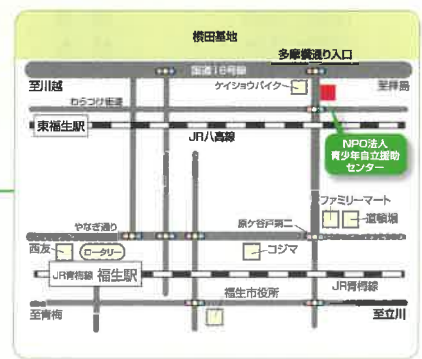 横田基地
多摩橋通り入口
国道16号線
至川越
ケイショウバイク
至拝島
わらつけ街道
東福生駅
JR八高線
NPO法人
青少年自立援助
センター
ファミリーマート
道頓堀
やなぎ通り
原ケ谷戸第二
西友
ロータリー
コジマ
JR青梅線 福生駅
JR青梅線
福生市役所
至青梅
至立川